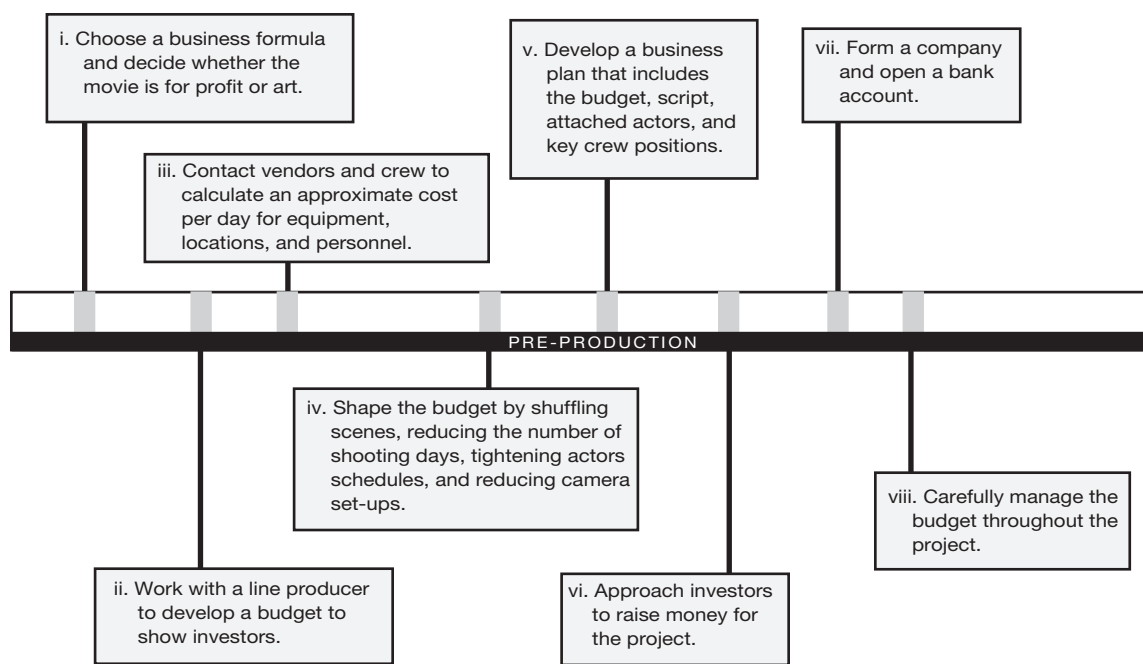 i. Choose a business formula
and decide whether the
movie is for profit or art.
v. Develop a business
plan that includes
the budget, script,
attached actors, and
key crew positions.
vii. Form a company
and open a bank
account.
iii. Contact vendors and crew to
calculate an approximate cost
per day for equipment,
locations, and personnel.
PRE-PRODUCTION
iv. Shape the budget by shuffling
scenes, reducing the number of
shooting days, tightening actors
schedules, and reducing camera
set-ups.
viii. Carefully manage the
budget throughout the
project.
ii. Work with a line producer
to develop a budget to
show investors.
vi. Approach investors
to raise money for
the project.